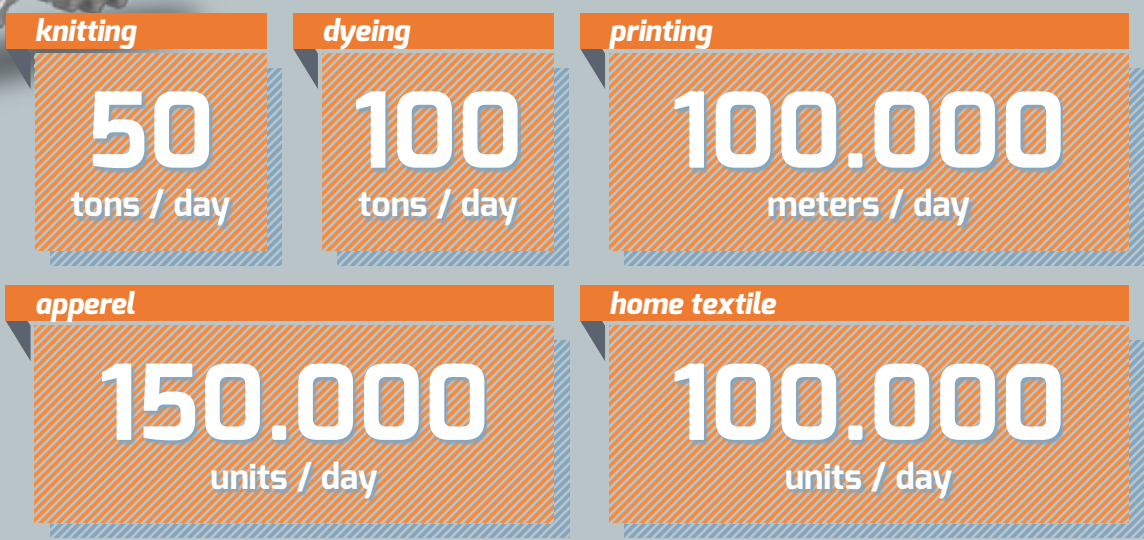 knitting
50
tons / day
dyeing
100
tons / day
printing
100.000
meters / day
apperel
150.000
units / day
home textile
100.000
units / day